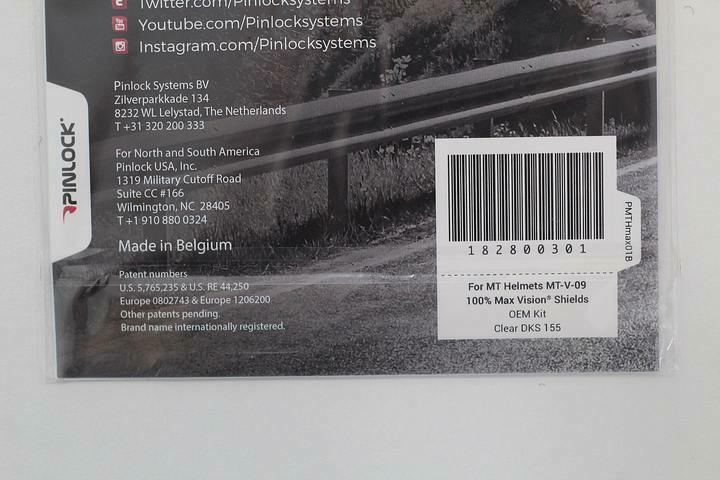 Twitter.com/Pinlocksystems
Youtube.com/Pinlocksystems
Instagram.com/Pinlocksystems
Pinlock Systems BV
Zilverparkkade 134
8232 WL Lelystad, The Netherlands
T +31 320 200 333
For North and South America
Pinlock USA, Inc.
1319 Military Cutoff Road
Suite CC #166
Wilmington, NC 28405
T +1 910 880 0324
Made in Belgium
Patent numbers
U.S. 5,765,235 & U.S. RE 44,250
Europe 0802743 & Europe 1206200
Other patents pending.
Brand name internationally registered.
PINLOCK®
182800301
PMTHmax01B
For MT Helmets MT-V-09
100% Max Vision® Shields
OEM Kit
Clear DKS 155